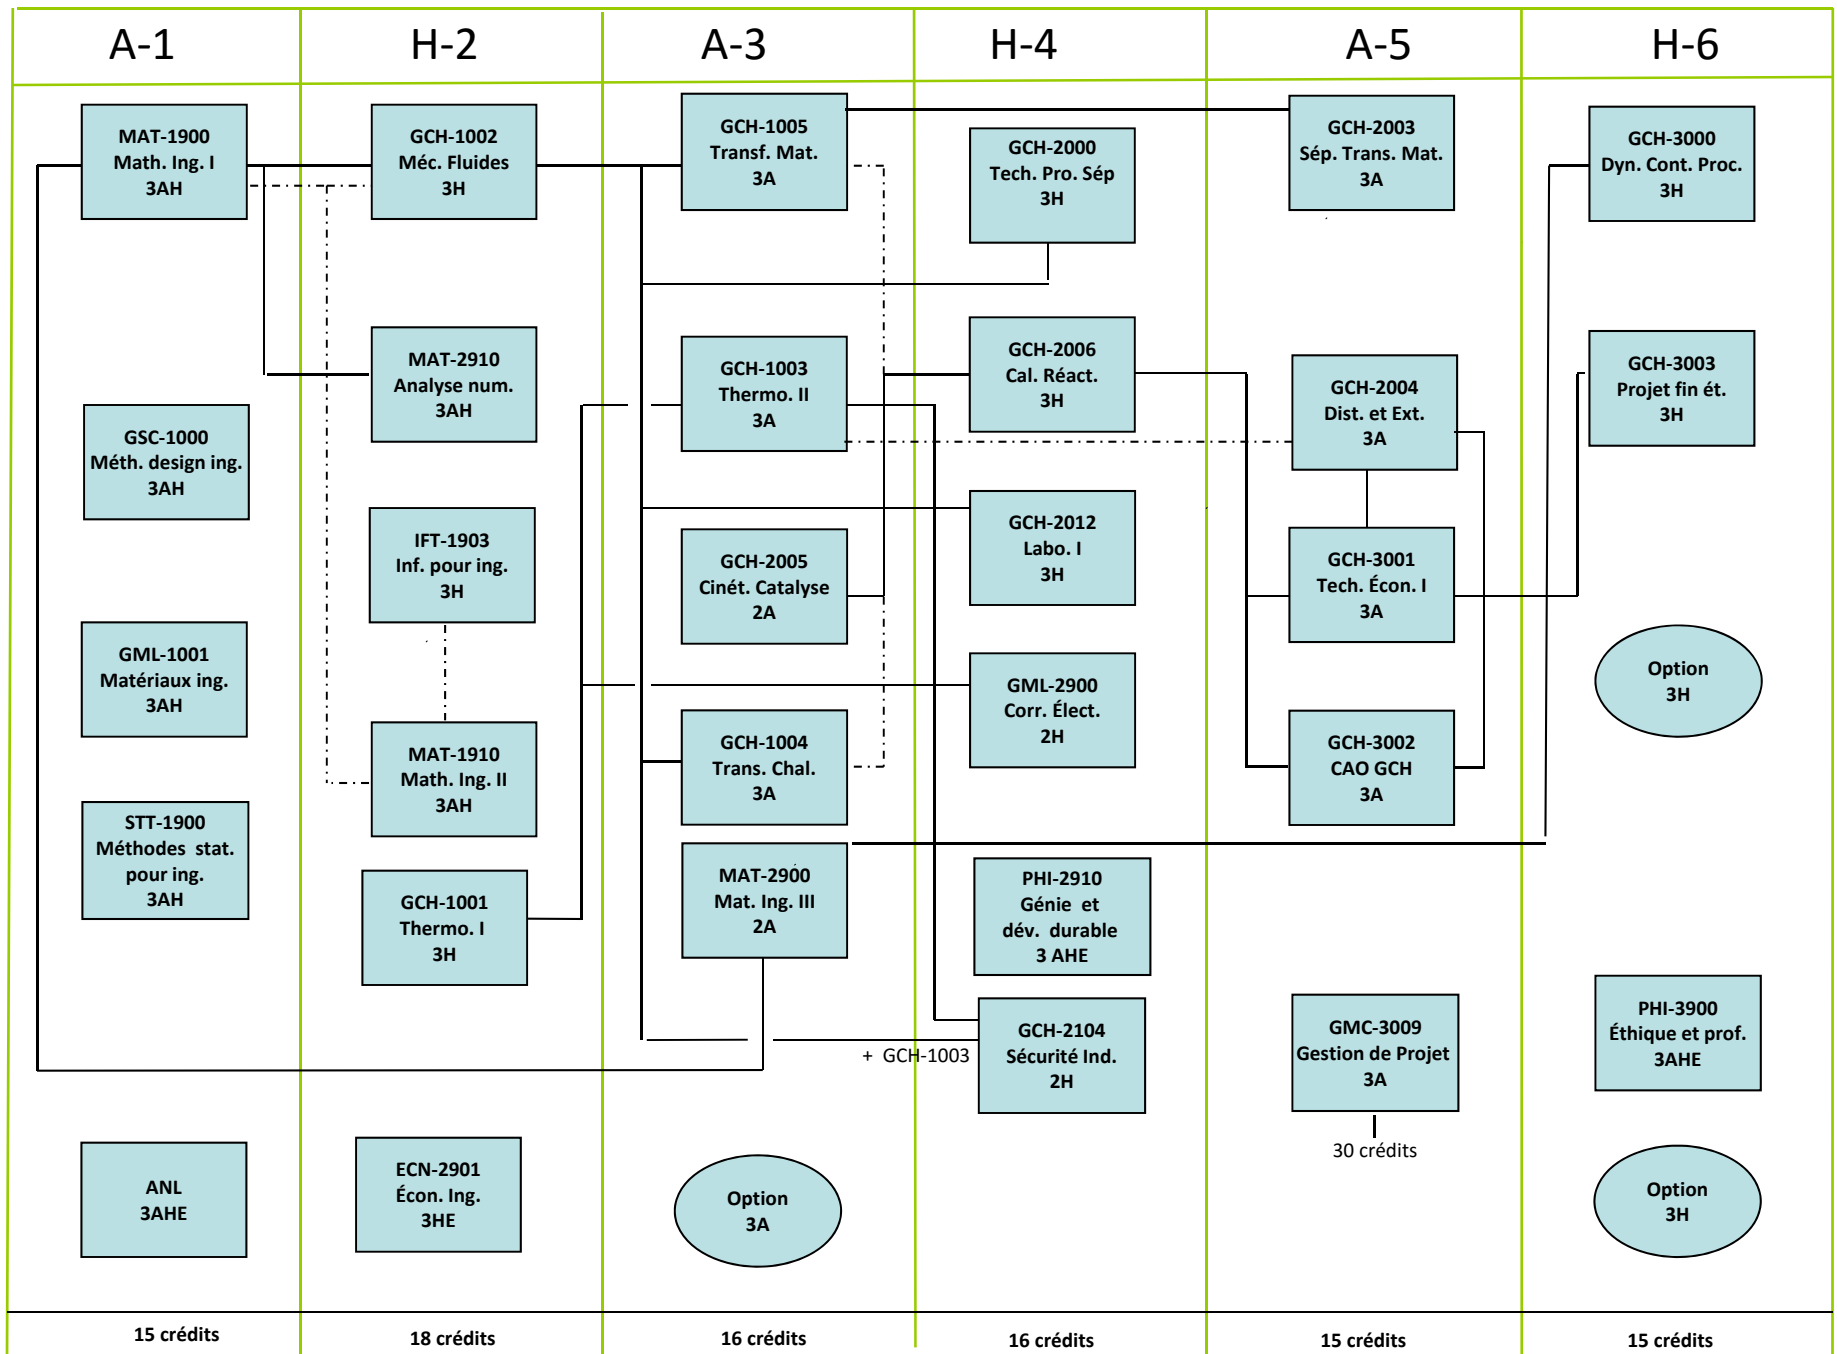 A-1
H-2
A-3
H-4
A-5
H-6
MAT-1900
Math. Ing. I
3AH
GSC-1000
Méth. design ing.
3AH
GML-1001
Matériaux ing.
3AH
STT-1900
Méthodes stat.
pour ing.
3AH
ANL
3AHE
15 crédits
GCH-1002
Méc. Fluides
3H
MAT-2910
Analyse num.
3AH
IFT-1903
Inf. pour ing.
3H
MAT-1910
Math. Ing. II
3AH
GCH-1001
Thermo. I
3H
ECN-2901
Écon. Ing.
3HE
18 crédits
GCH-1005
Transf. Mat.
3A
GCH-1003
Thermo. II
3A
GCH-2005
Cinét. Catalyse
2A
GCH-1004
Trans. Chal.
3A
MAT-2900
Mat. Ing. III
2A
Option
3A
16 crédits
GCH-2000
Tech. Pro. Sép
3H
GCH-2006
Cal. Réact.
3H
GCH-2012
Labo. I
3H
GML-2900
Corr. Élect.
2H
PHI-2910
Génie et
dév. durable
3 AHE
+ GCH-1003
GCH-2104
Sécurité Ind.
2H
16 crédits
GCH-2003
Sép. Trans. Mat.
3A
GCH-2004
Dist. et Ext.
3A
GCH-3001
Tech. Écon. I
3A
GCH-3002
CAO GCH
3A
GMC-3009
Gestion de Projet
3A
30 crédits
15 crédits
GCH-3000
Dyn. Cont. Proc.
3H
GCH-3003
Projet fin ét.
3H
Option
3H
PHI-3900
Éthique et prof.
3AHE
Option
3H
15 crédits